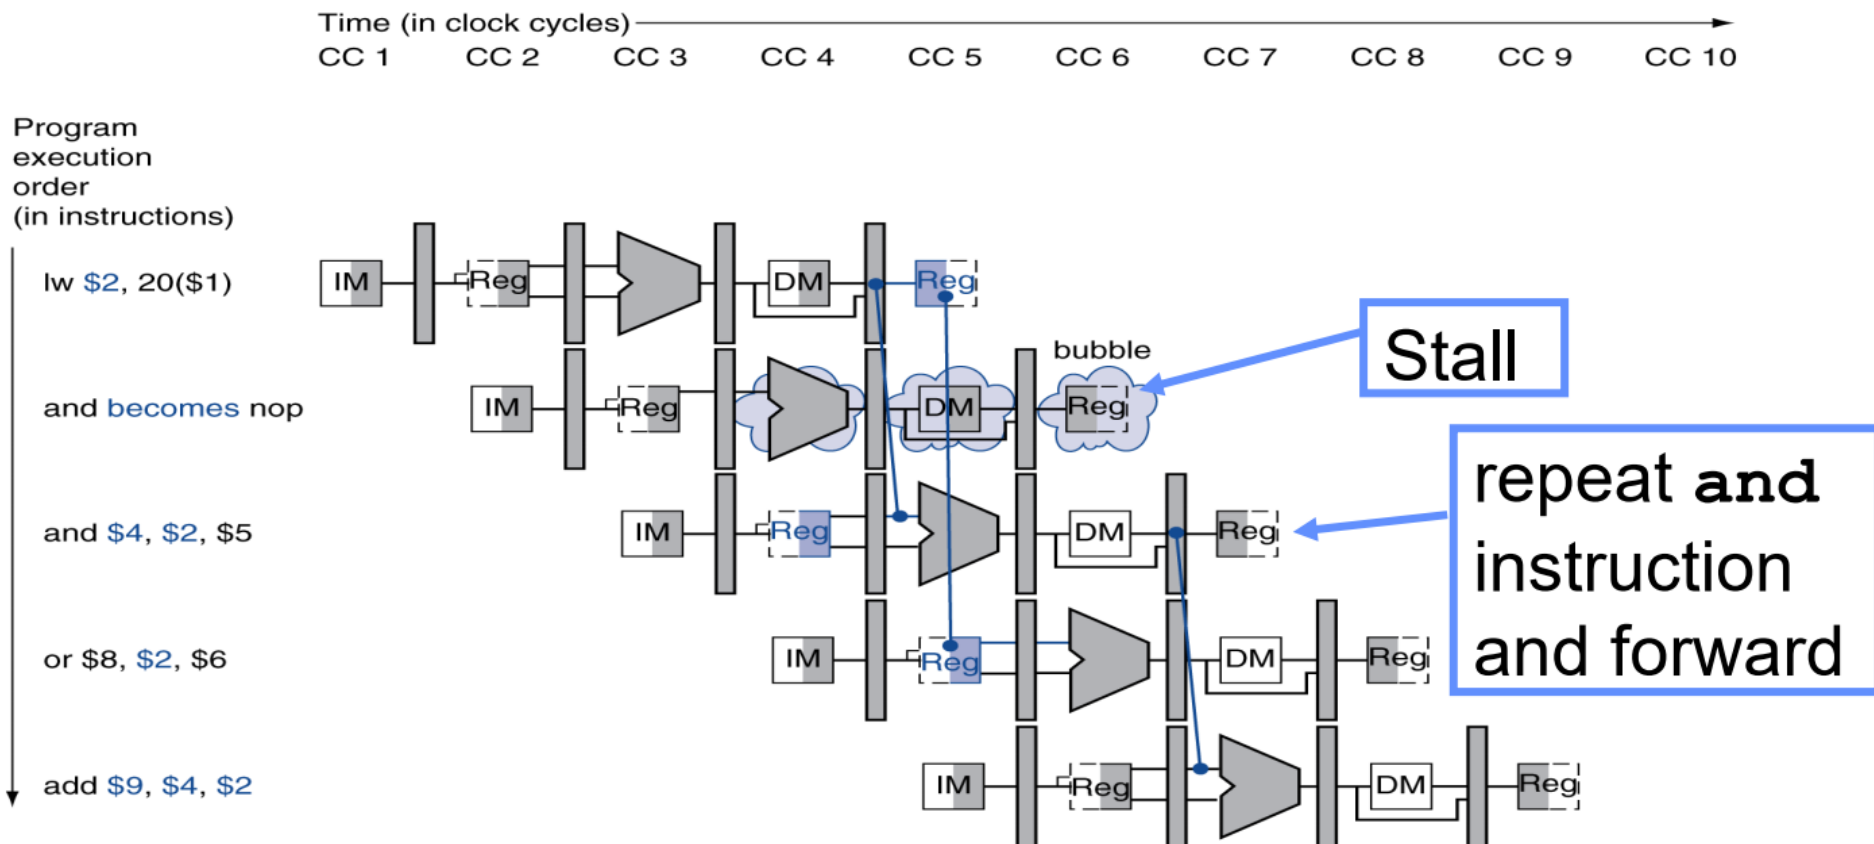 Time (in clock cycles)
CC 1 CC 2 CC 3 CC 4 CC 5 CC 6 CC 7 CC 8 CC 9 CC 10
Program
execution
order
(in instructions)
lw $2, 20($1)
IM Reg DM Reg
bubble
Stall
and becomes nop
IM Reg DM Reg
repeat and
instruction
and forward
and $4, $2, $5
IM Reg DM Reg
or $8, $2, $6
IM Reg DM Reg
add $9, $4, $2
IM Reg DM Reg